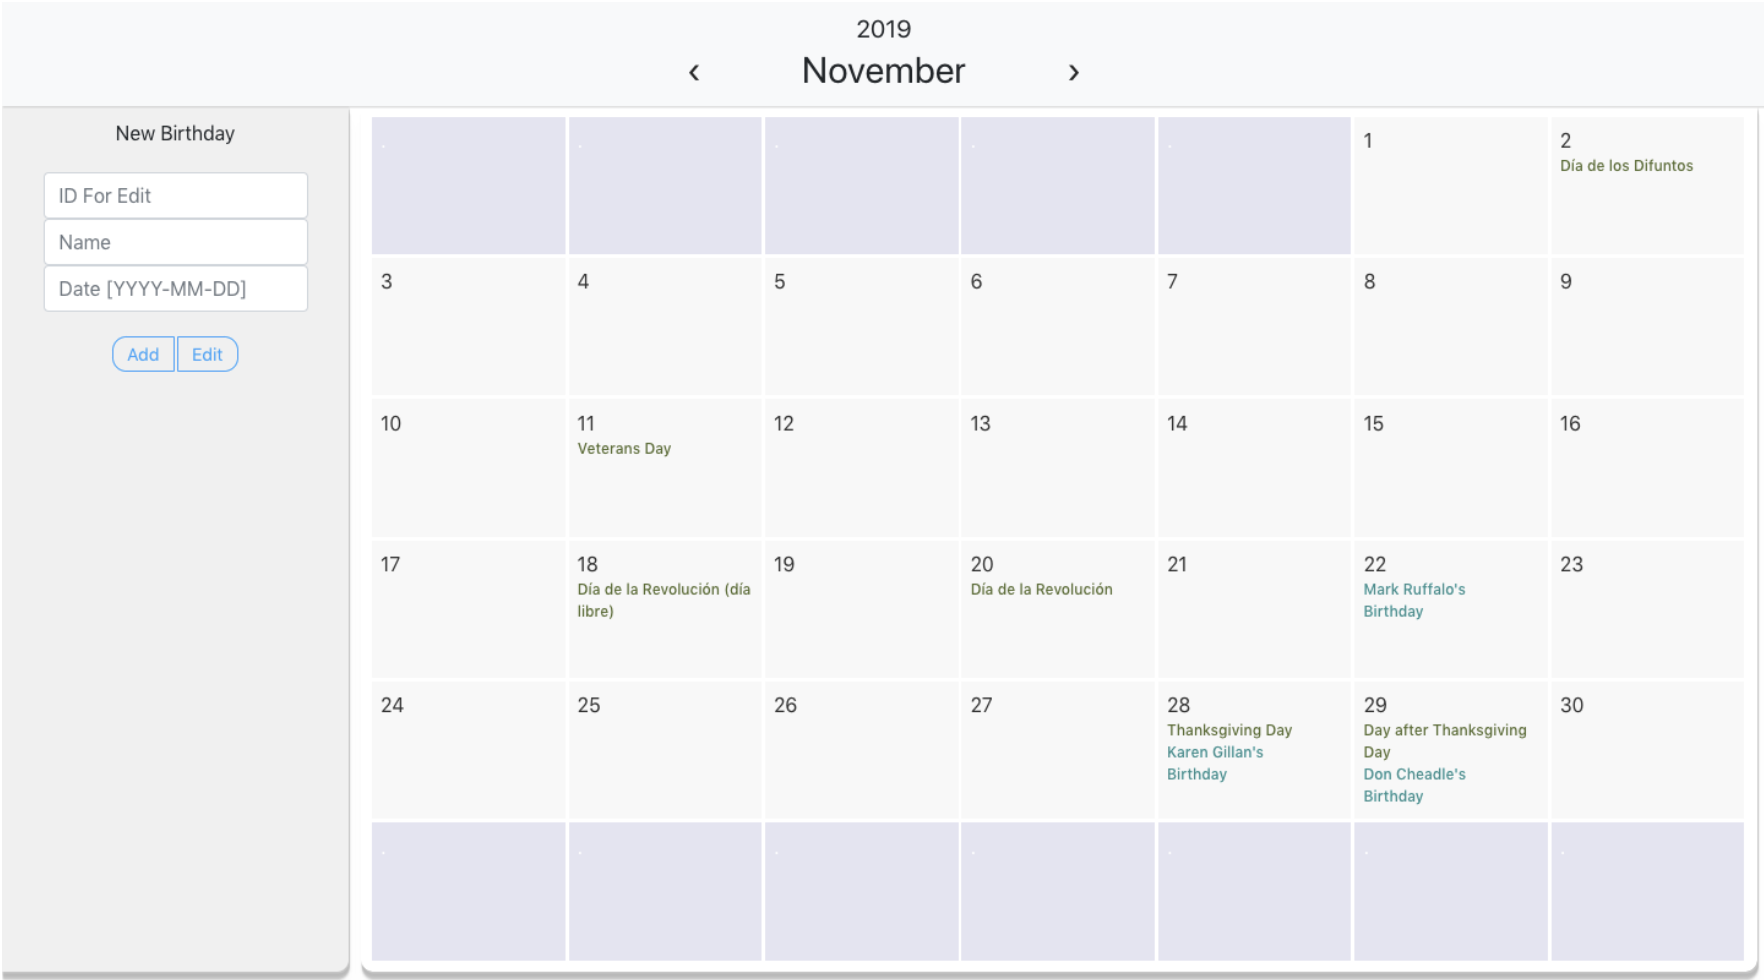 2019
‹ November ›
New Birthday
ID For Edit
Name
Date [YYYY-MM-DD]
Add Edit
1
2
Día de los Difuntos
3
4
5
6
7
8
9
10
11
Veterans Day
12
13
14
15
16
17
18
Día de la Revolución (día
libre)
19
20
Día de la Revolución
21
22
Mark Ruffalo's
Birthday
23
24
25
26
27
28
Thanksgiving Day
Karen Gillan's
Birthday
29
Day after Thanksgiving
Day
Don Cheadle's
Birthday
30